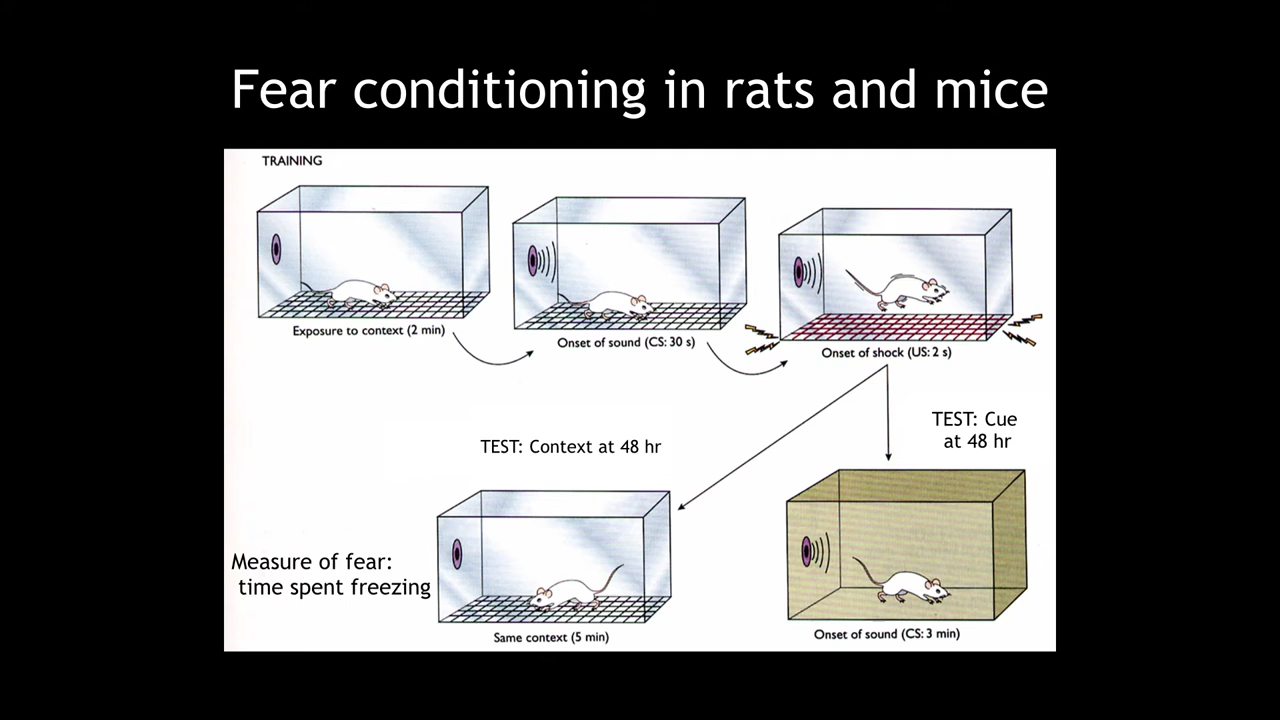 Fear conditioning in rats and mice
TRAINING
Exposure to context (2 min)
Onset of sound (CS: 30 s)
Onset of shock (US: 2 s)
TEST: Context at 48 hr
TEST: Cue
at 48 hr
Measure of fear:
time spent freezing
Same context (5 min)
Onset of sound (CS: 3 min)